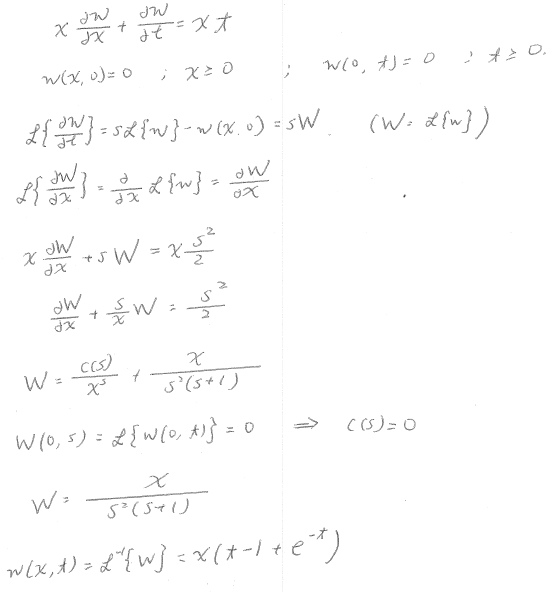 x ∂w/∂x + ∂w/∂t = x t
w(x, 0) = 0 ; x ≥ 0 ; w(0, t) = 0 ; t ≥ 0.
ℒ{∂w/∂t} = sℒ{w} - w(x, 0) = sW. (W = ℒ{w})
ℒ{∂w/∂x} = ∂/∂x ℒ{w} = ∂W/∂x
x ∂W/∂x + sW = x s²/2
∂W/∂x + s/x W = s²/2
W = c(s)/x^s + x/(s²(s+1))
W(0, s) = ℒ{w(0, t)} = 0 ⇒ c(s) = 0
W = x/(s²(s+1))
w(x, t) = ℒ⁻¹{W} = x(t - 1 + e^-t)